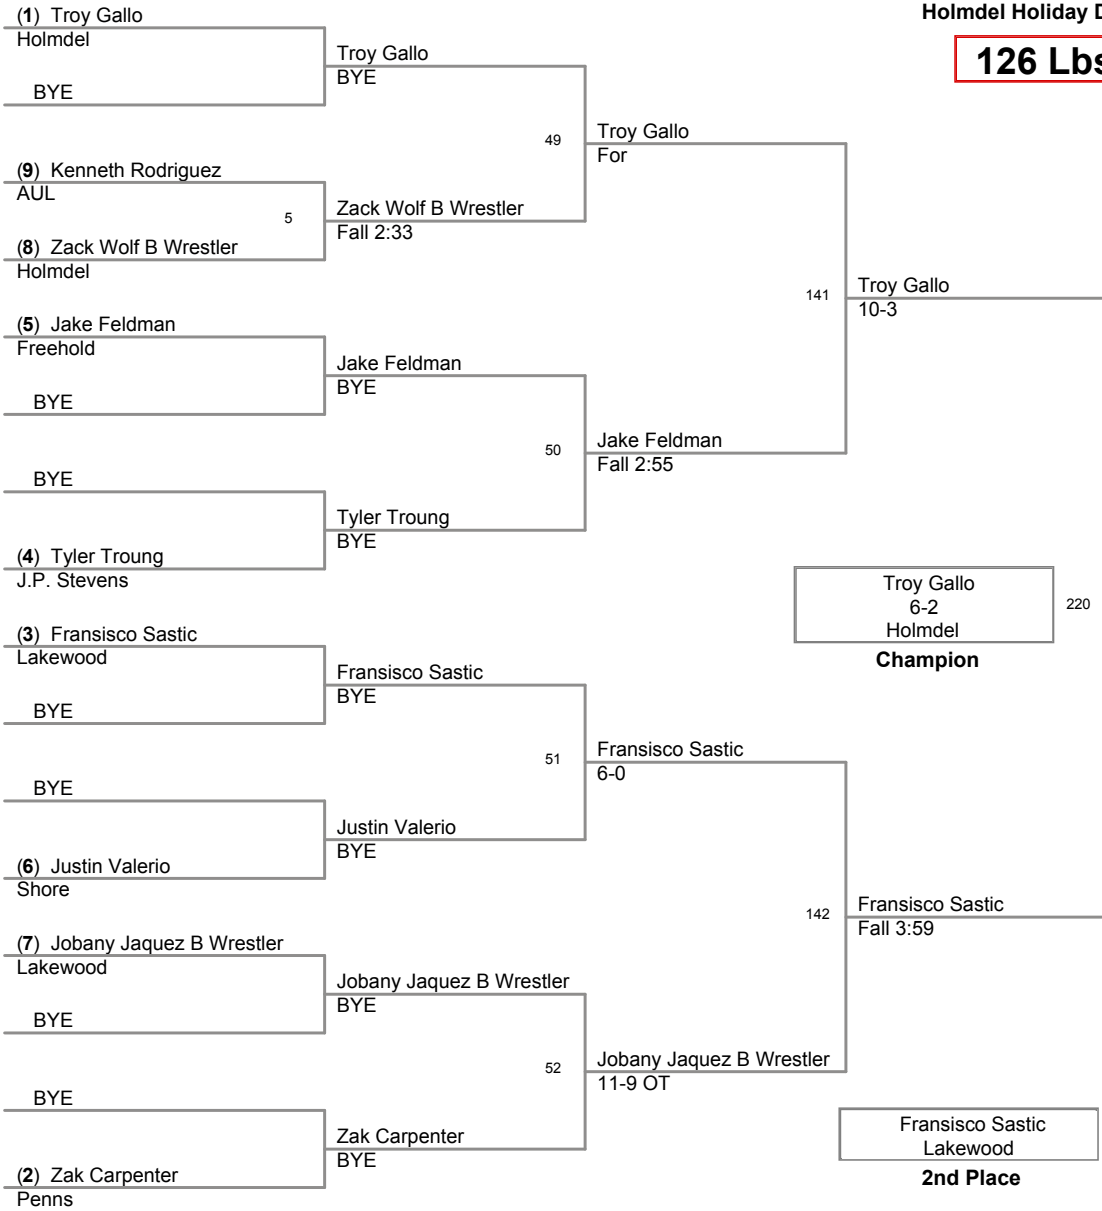 Holmdel Holiday
126 Lbs
(1) Troy Gallo
Holmdel
BYE
(9) Kenneth Rodriguez
AUL
5
(8) Zack Wolf B Wrestler
Holmdel
(5) Jake Feldman
Freehold
BYE
BYE
(4) Tyler Troung
J.P. Stevens
(3) Fransisco Sastic
Lakewood
BYE
BYE
(6) Justin Valerio
Shore
(7) Jobany Jaquez B Wrestler
Lakewood
BYE
BYE
(2) Zak Carpenter
Penns
Troy Gallo
BYE
49
Zack Wolf B Wrestler
Fall 2:33
Jake Feldman
BYE
50
Tyler Troung
BYE
Fransisco Sastic
BYE
51
Justin Valerio
BYE
Jobany Jaquez B Wrestler
BYE
52
Zak Carpenter
BYE
Troy Gallo
For
141
Jake Feldman
Fall 2:55
Fransisco Sastic
6-0
142
Jobany Jaquez B Wrestler
11-9 OT
Troy Gallo
10-3
Troy Gallo
6-2
Holmdel
220
Champion
Fransisco Sastic
Fall 3:59
Fransisco Sastic
Lakewood
2nd Place